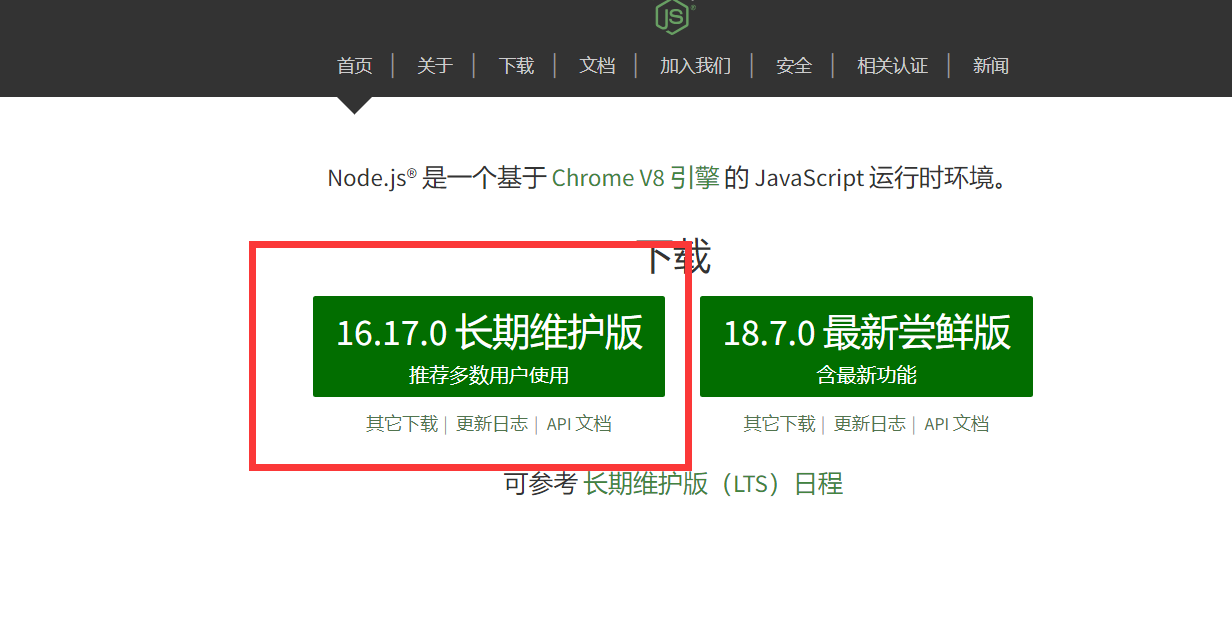 JS®
首页 | 关于 | 下载 | 文档 | 加入我们 | 安全 | 相关认证 | 新闻
Node.js® 是一个基于 Chrome V8 引擎 的 JavaScript 运行时环境。
下载
16.17.0 长期维护版
推荐多数用户使用
其它下载 | 更新日志 | API 文档
18.7.0 最新尝鲜版
含最新功能
其它下载 | 更新日志 | API 文档
可参考 长期维护版（LTS）日程